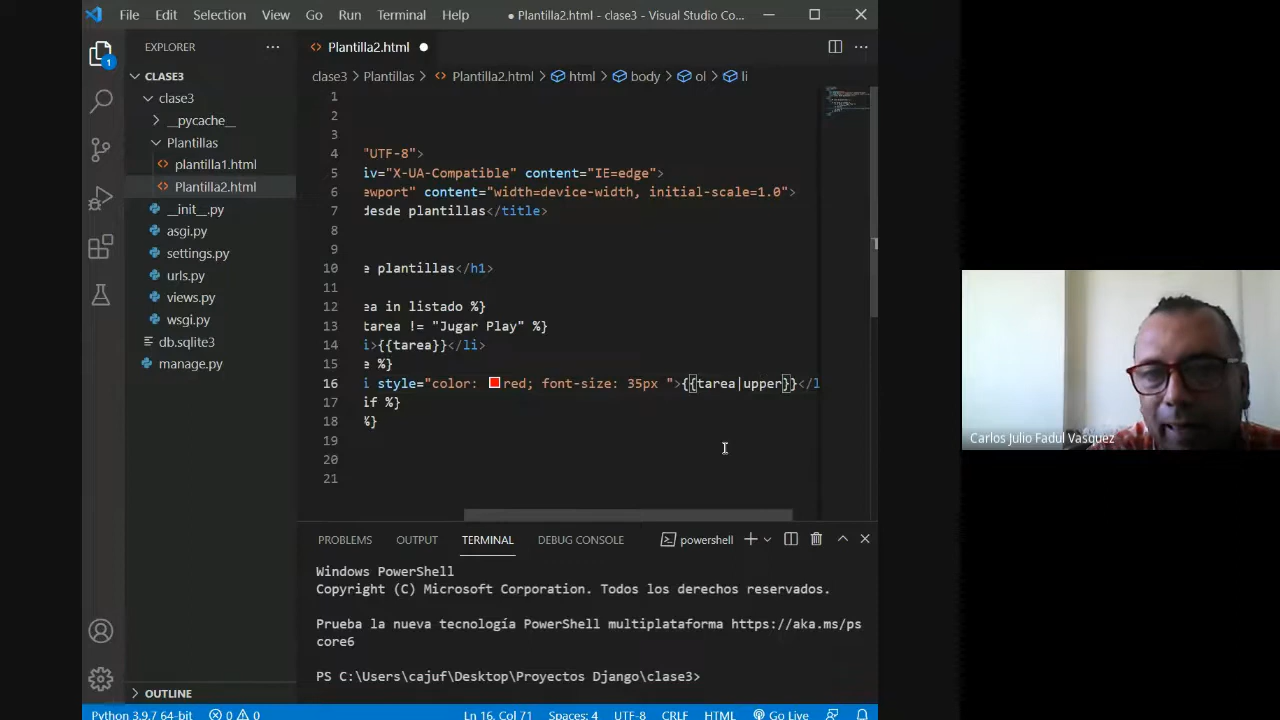 File Edit Selection View Go Run Terminal Help
● Plantilla2.html - clase3 - Visual Studio Co...
EXPLORER
Plantilla2.html
CLASE3
clase3 > Plantillas > Plantilla2.html > html > body > ol > li
clase3
__pycache__
Plantillas
plantilla1.html
Plantilla2.html
__init__.py
asgi.py
settings.py
urls.py
views.py
wsgi.py
db.sqlite3
manage.py
OUTLINE
1
2
3
4 "UTF-8">
5 iv="X-UA-Compatible" content="IE=edge">
6 ewport" content="width=device-width, initial-scale=1.0">
7 desde plantillas</title>
8
9
10 e plantillas</h1>
11
12 ea in listado %}
13 tarea != "Jugar Play" %}
14 i>{{tarea}}</li>
15 e %}
16 i style="color: red; font-size: 35px ">{{tarea|upper}}</l
17 if %}
18 %}
19
20
21
PROBLEMS OUTPUT TERMINAL DEBUG CONSOLE powershell
Windows PowerShell
Copyright (C) Microsoft Corporation. Todos los derechos reservados.
Prueba la nueva tecnología PowerShell multiplataforma https://aka.ms/ps
core6
PS C:\Users\cajuf\Desktop\Proyectos Django\clase3>
Python 3.9.7 64-bit 0 0 Ln 16, Col 71 Spaces: 4 UTF-8 CRLF HTML Go Live
1
Carlos Julio Fadul Vasquez